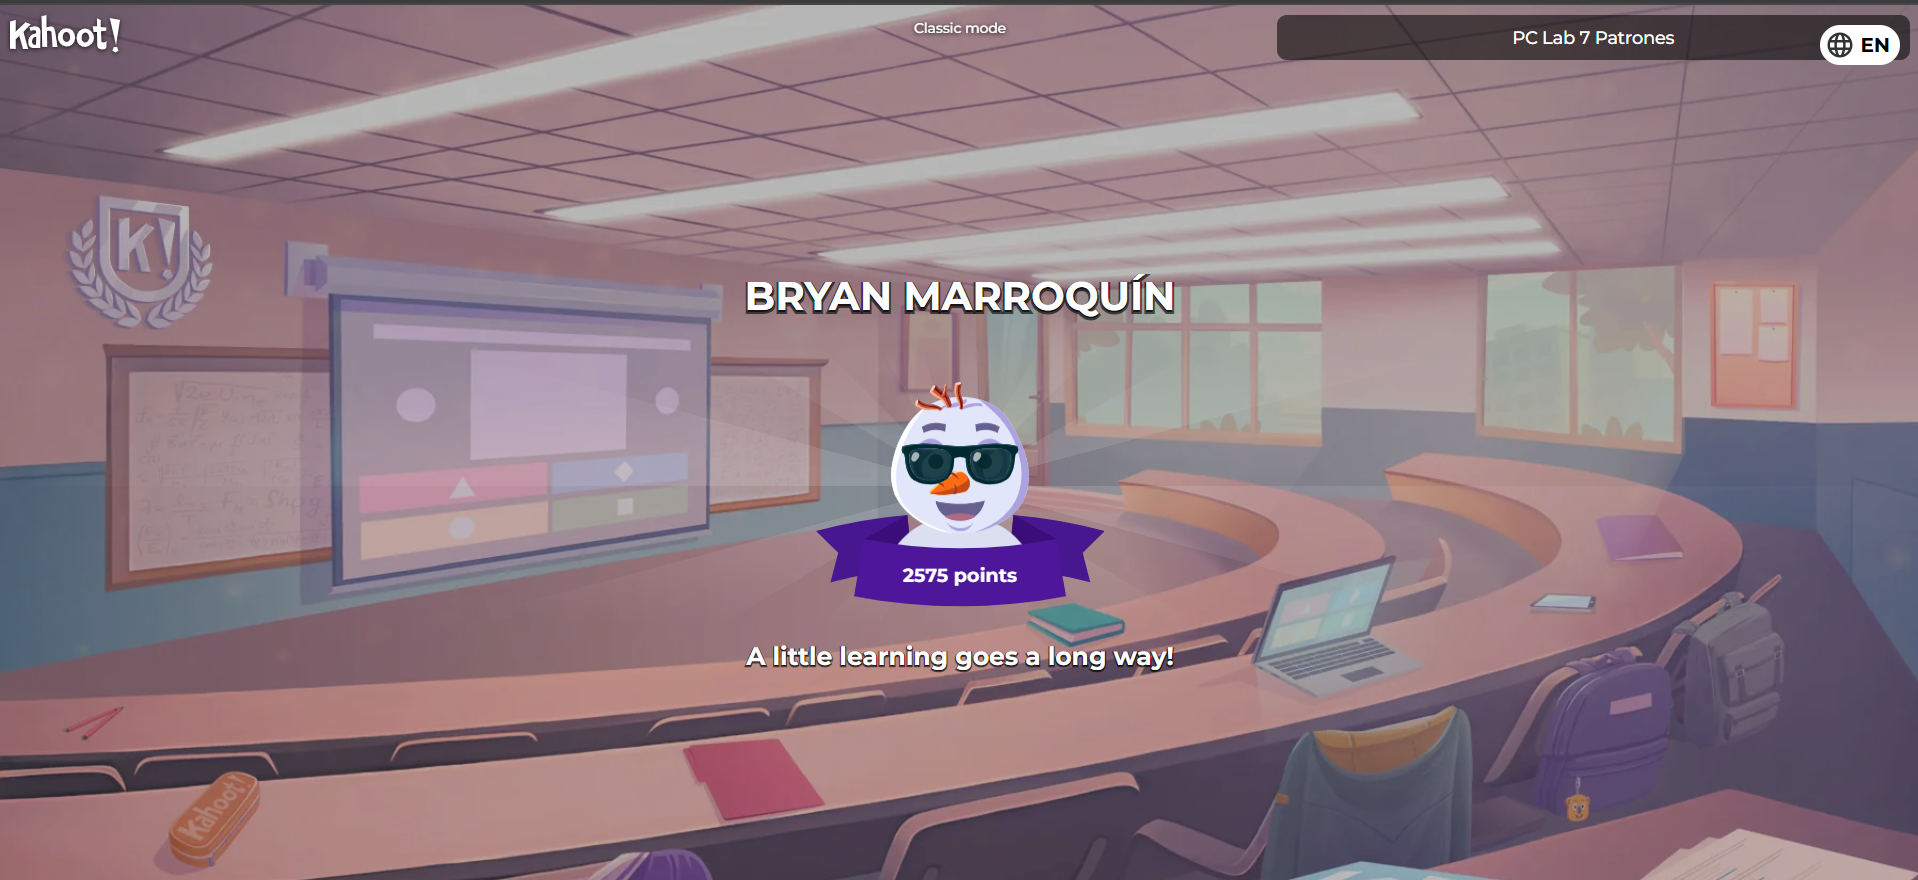 Kahoot!
Classic mode
PC Lab 7 Patrones
EN
K!
BRYAN MARROQUÍN
2575 points
A little learning goes a long way!
Kahoot!